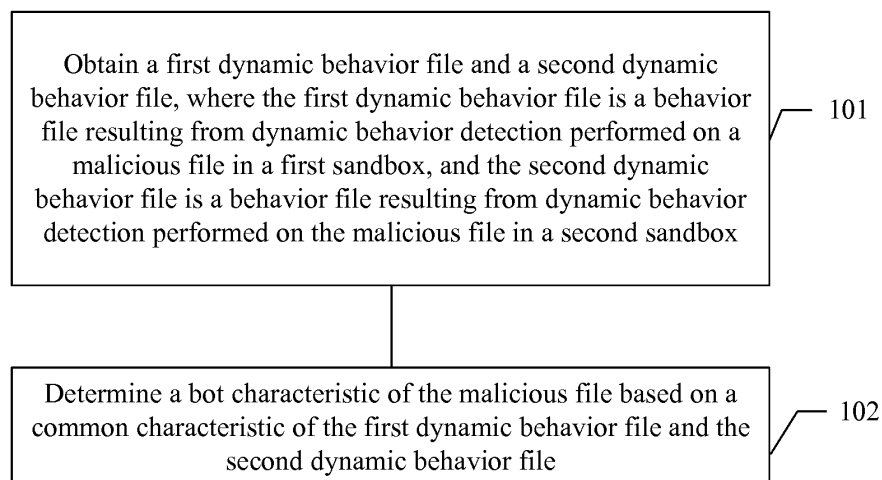 Obtain a first dynamic behavior file and a second dynamic
behavior file, where the first dynamic behavior file is a behavior
file resulting from dynamic behavior detection performed on a
malicious file in a first sandbox, and the second dynamic
behavior file is a behavior file resulting from dynamic behavior
detection performed on the malicious file in a second sandbox
101
Determine a bot characteristic of the malicious file based on a
common characteristic of the first dynamic behavior file and the
second dynamic behavior file
102